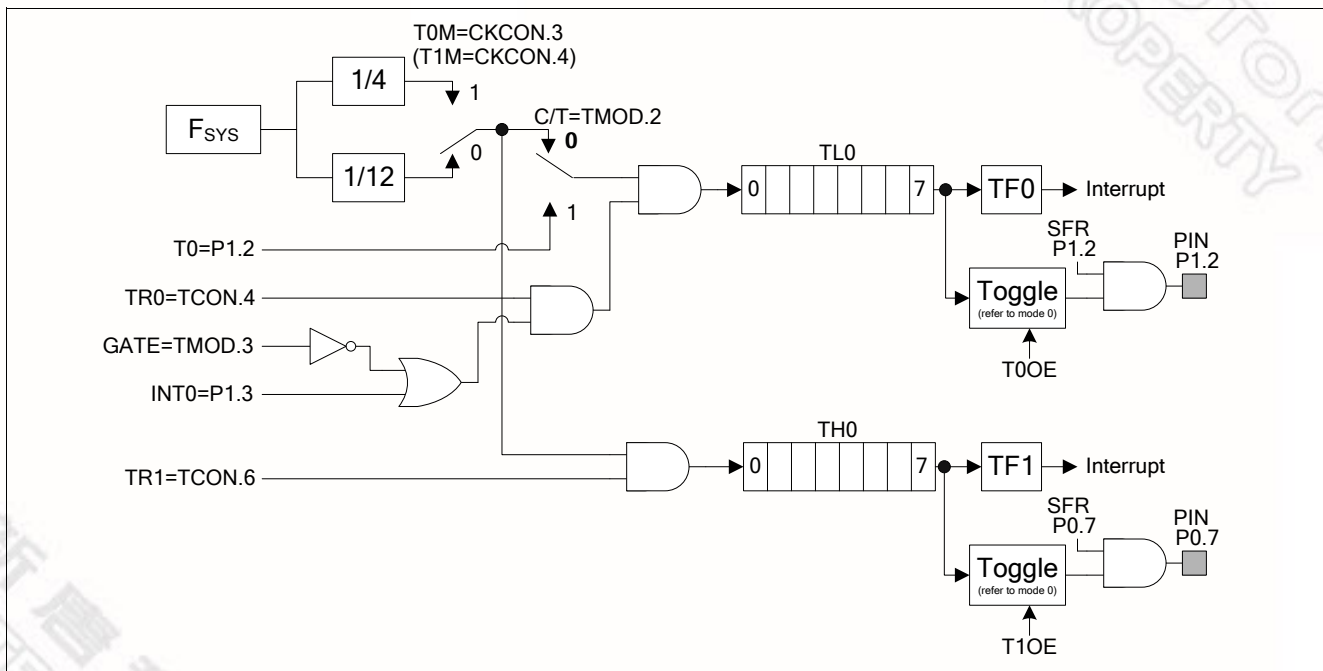 T0M=CKCON.3
(T1M=CKCON.4)
1/4
1
FSYS
C/T=TMOD.2
0
0
1/12
1
T0=P1.2
TL0
0 7
TF0
Interrupt
SFR
P1.2
PIN
P1.2
TR0=TCON.4
Toggle
(refer to mode 0)
GATE=TMOD.3
T0OE
INT0=P1.3
TH0
0 7
TF1
Interrupt
TR1=TCON.6
SFR
P0.7
PIN
P0.7
Toggle
(refer to mode 0)
T1OE
OPERTY